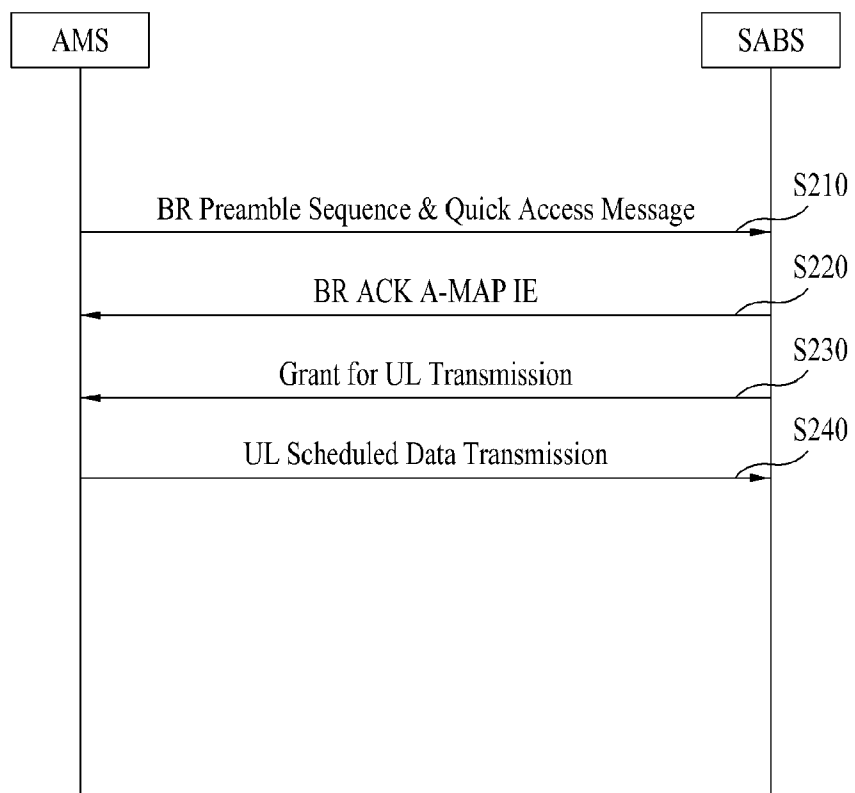 AMS
SABS
S210
BR Preamble Sequence & Quick Access Message
S220
BR ACK A-MAP IE
S230
Grant for UL Transmission
S240
UL Scheduled Data Transmission